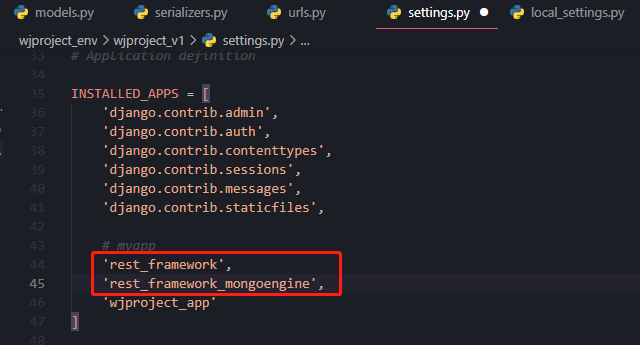 models.py serializers.py urls.py settings.py local_settings.py
wjproject_env > wjproject_v1 > settings.py > ...
33 # Application definition
34
35 INSTALLED_APPS = [
36 'django.contrib.admin',
37 'django.contrib.auth',
38 'django.contrib.contenttypes',
39 'django.contrib.sessions',
40 'django.contrib.messages',
41 'django.contrib.staticfiles',
42
43 # myapp
44 'rest_framework',
45 'rest_framework_mongoengine',
46 'wjproject_app'
47 ]
48